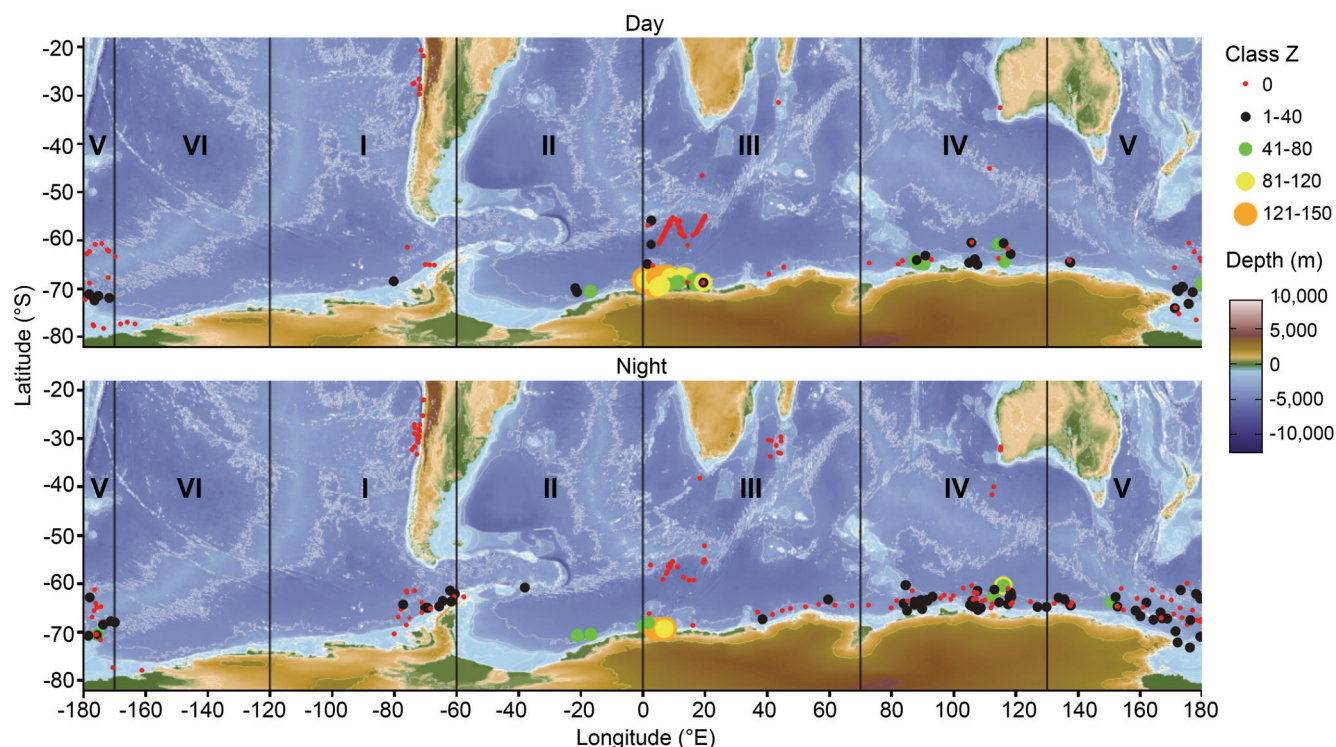 Day
-20
-30
-40
-50
-60
-70
-80
V VI I II III IV V
Night
-20
-30
-40
-50
-60
-70
-80
V VI I II III IV V
-180 -160 -140 -120 -100 -80 -60 -40 -20 0 20 40 60 80 100 120 140 160 180
Longitude (°E)
Latitude (°S)
Class Z
0
1-40
41-80
81-120
121-150
Depth (m)
10,000
5,000
0
-5,000
-10,000